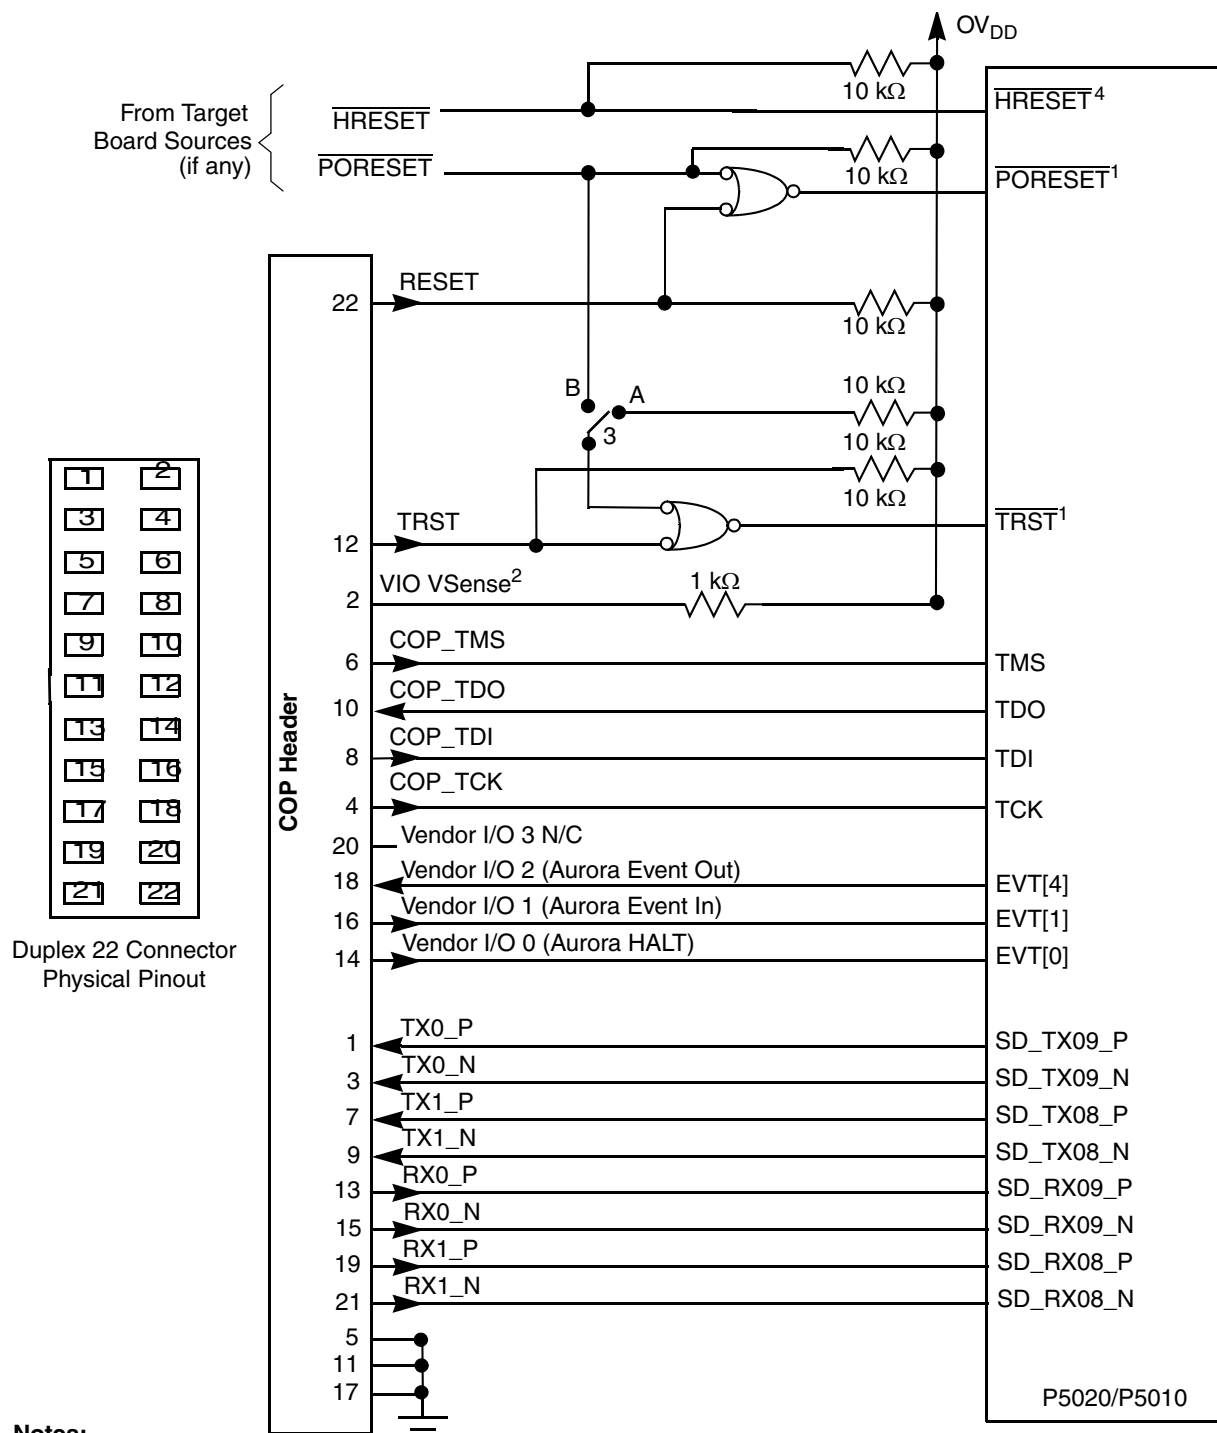 OVDD
From Target
Board Sources
(if any)
HRESET
10 kΩ
HRESET4
PORESET
10 kΩ
PORESET1
22
RESET
10 kΩ
B
A
3
10 kΩ
10 kΩ
10 kΩ
12
TRST
TRST1
2
VIO VSense2
1 kΩ
COP Header
6
COP_TMS
TMS
10
COP_TDO
TDO
8
COP_TDI
TDI
4
COP_TCK
TCK
20
Vendor I/O 3 N/C
18
Vendor I/O 2 (Aurora Event Out)
EVT[4]
16
Vendor I/O 1 (Aurora Event In)
EVT[1]
14
Vendor I/O 0 (Aurora HALT)
EVT[0]
1
TX0_P
SD_TX09_P
3
TX0_N
SD_TX09_N
7
TX1_P
SD_TX08_P
9
TX1_N
SD_TX08_N
13
RX0_P
SD_RX09_P
15
RX0_N
SD_RX09_N
19
RX1_P
SD_RX08_P
21
RX1_N
SD_RX08_N
5
11
17
P5020/P5010
1 2
3 4
5 6
7 8
9 10
11 12
13 14
15 16
17 18
19 20
21 22
Duplex 22 Connector
Physical Pinout
Notes: